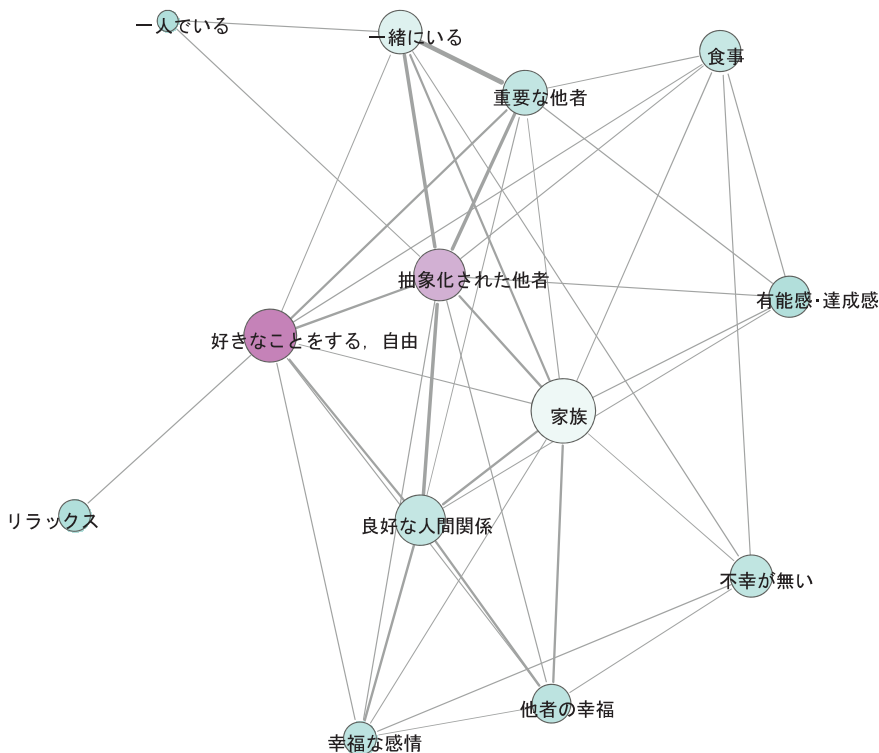 一人でいる
一緒にいる
食事
重要な他者
抽象化された他者
有能感・達成感
好きなことをする，自由
家族
リラックス
良好な人間関係
不幸が無い
他者の幸福
幸福な感情